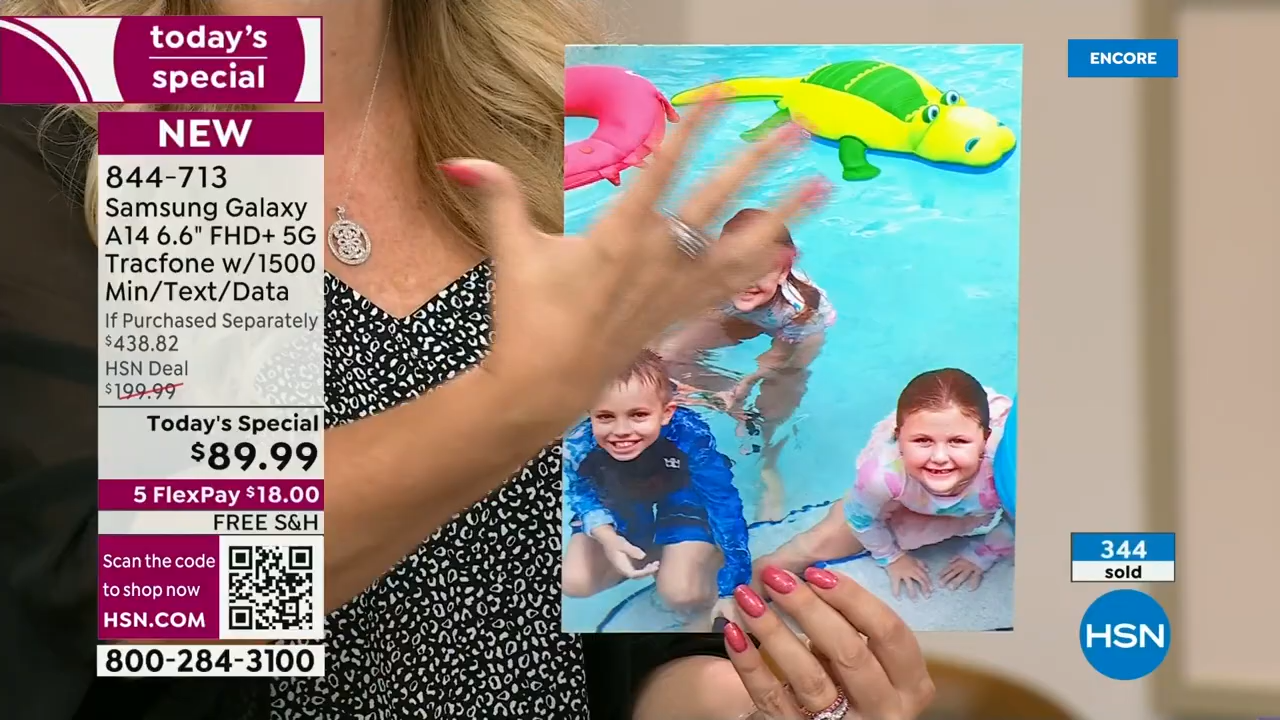 today's
special
NEW
844-713
Samsung Galaxy
A14 6.6" FHD+ 5G
Tracfone w/1500
Min/Text/Data
If Purchased Separately
$438.82
HSN Deal
$199.99
Today's Special
$89.99
5 FlexPay $18.00
FREE S&H
Scan the code
to shop now
HSN.COM
800-284-3100
ENCORE
344
sold
HSN